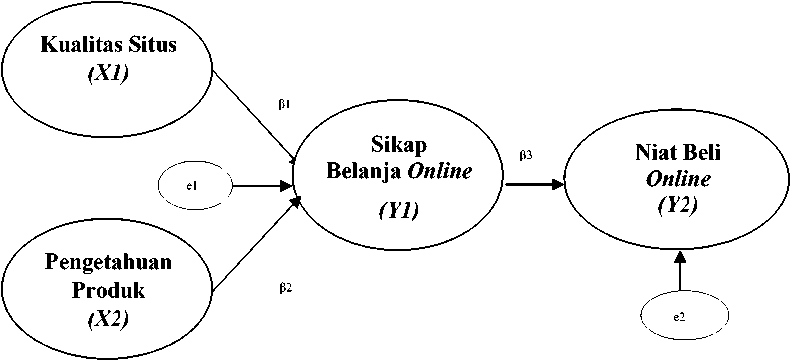 Kualitas Situs
(X1)
β1
Sikap
Belanja Online
(Y1)
β3
Niat Beli
Online
(Y2)
e1
Pengetahuan
Produk
(X2)
β2
e2